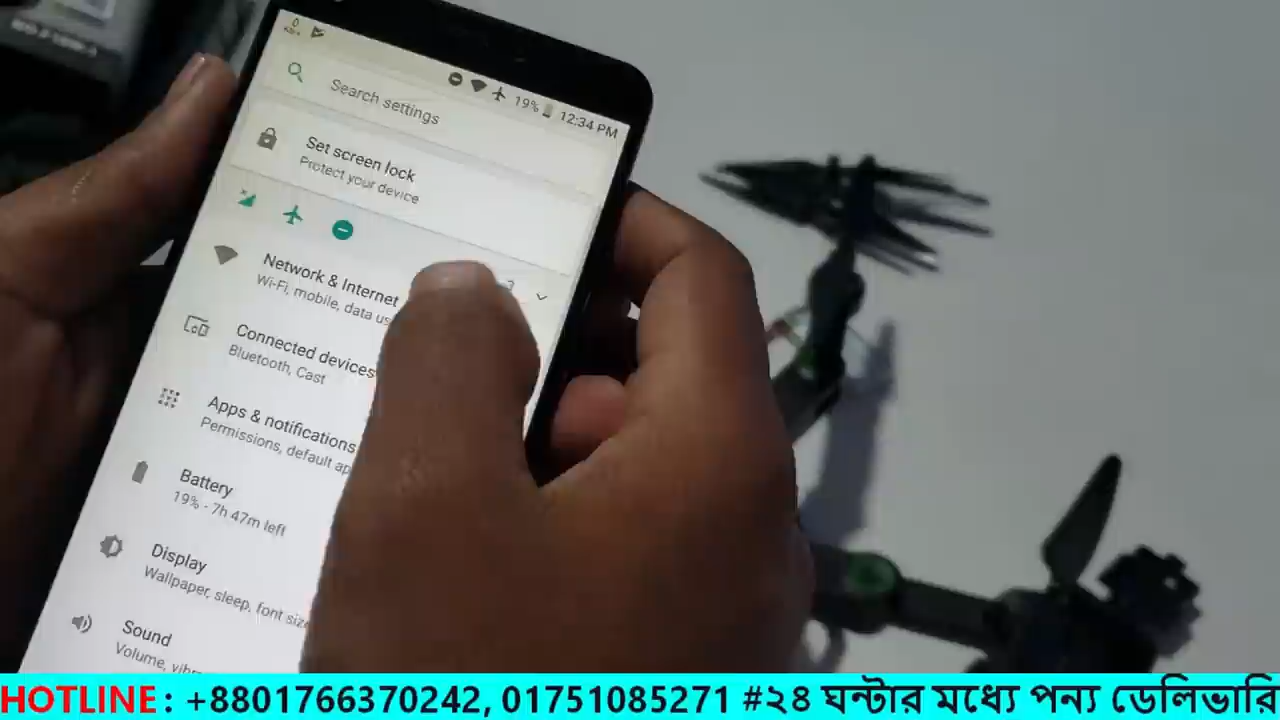 19% 12:34 PM
Search settings
Set screen lock
Protect your device
Network & Internet
Wi-Fi, mobile, data
Connected devices
Bluetooth, Cast
Apps & notifications
Permissions, default
Battery
19% - 7h 47m left
Display
Wallpaper, sleep, font size
Sound
Volume,
HOTLINE : +8801766370242, 01751085271 #২৪ ঘন্টার মধ্যে পন্য ডেলিভারি